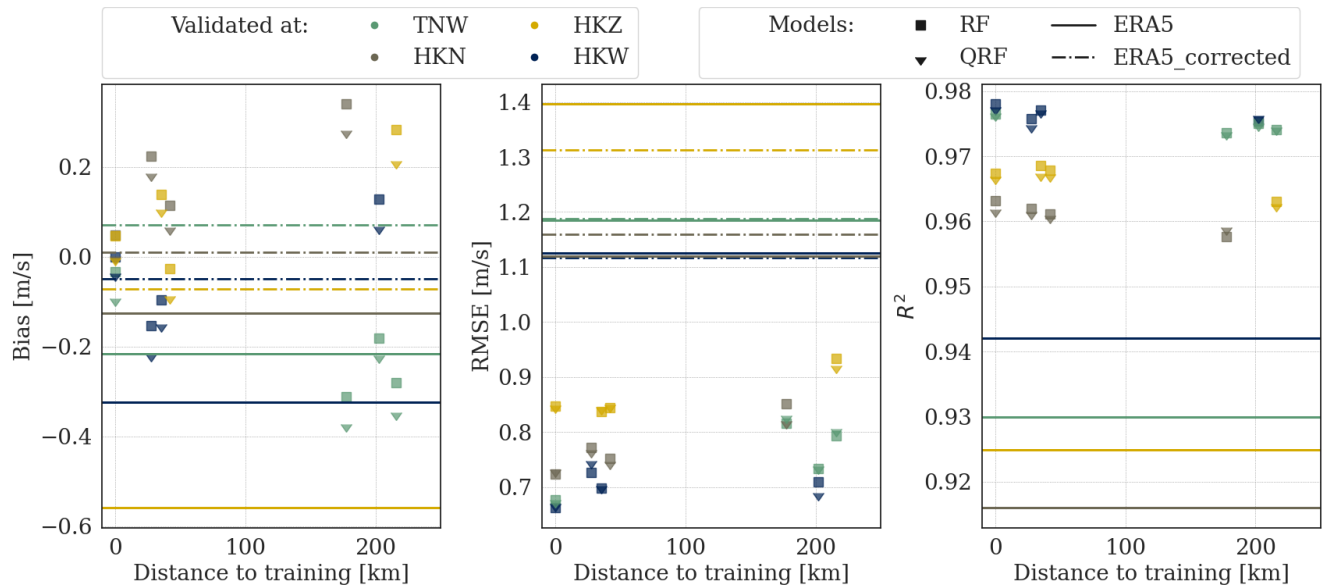 Validated at: TNW HKZ Models: RF ERA5
HKN HKW QRF ERA5_corrected
0.2
0.0
−0.2
−0.4
−0.6
Bias [m/s]
0 100 200
Distance to training [km]
1.4
1.3
1.2
1.1
1.0
0.9
0.8
0.7
RMSE [m/s]
0 100 200
Distance to training [km]
0.98
0.97
0.96
0.95
0.94
0.93
0.92
R²
0 100 200
Distance to training [km]